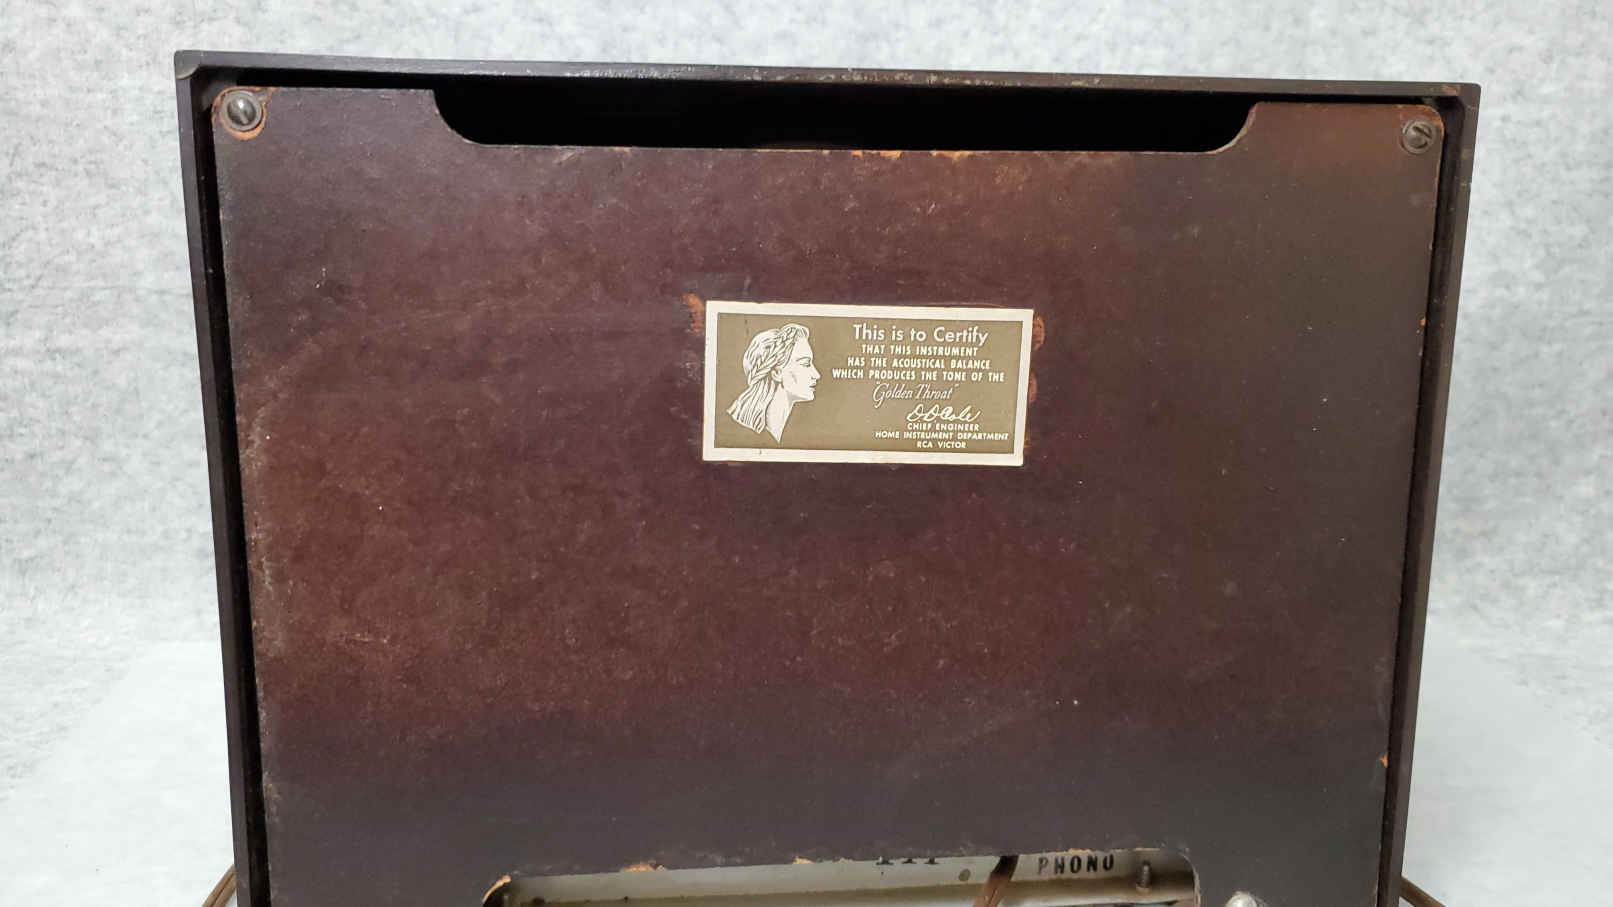 This is to Certify
THAT THIS INSTRUMENT
HAS THE ACOUSTICAL BALANCE
WHICH PRODUCES THE TONE OF THE
"Golden Throat"
CHIEF ENGINEER
HOME INSTRUMENT DEPARTMENT
RCA VICTOR
PHONO